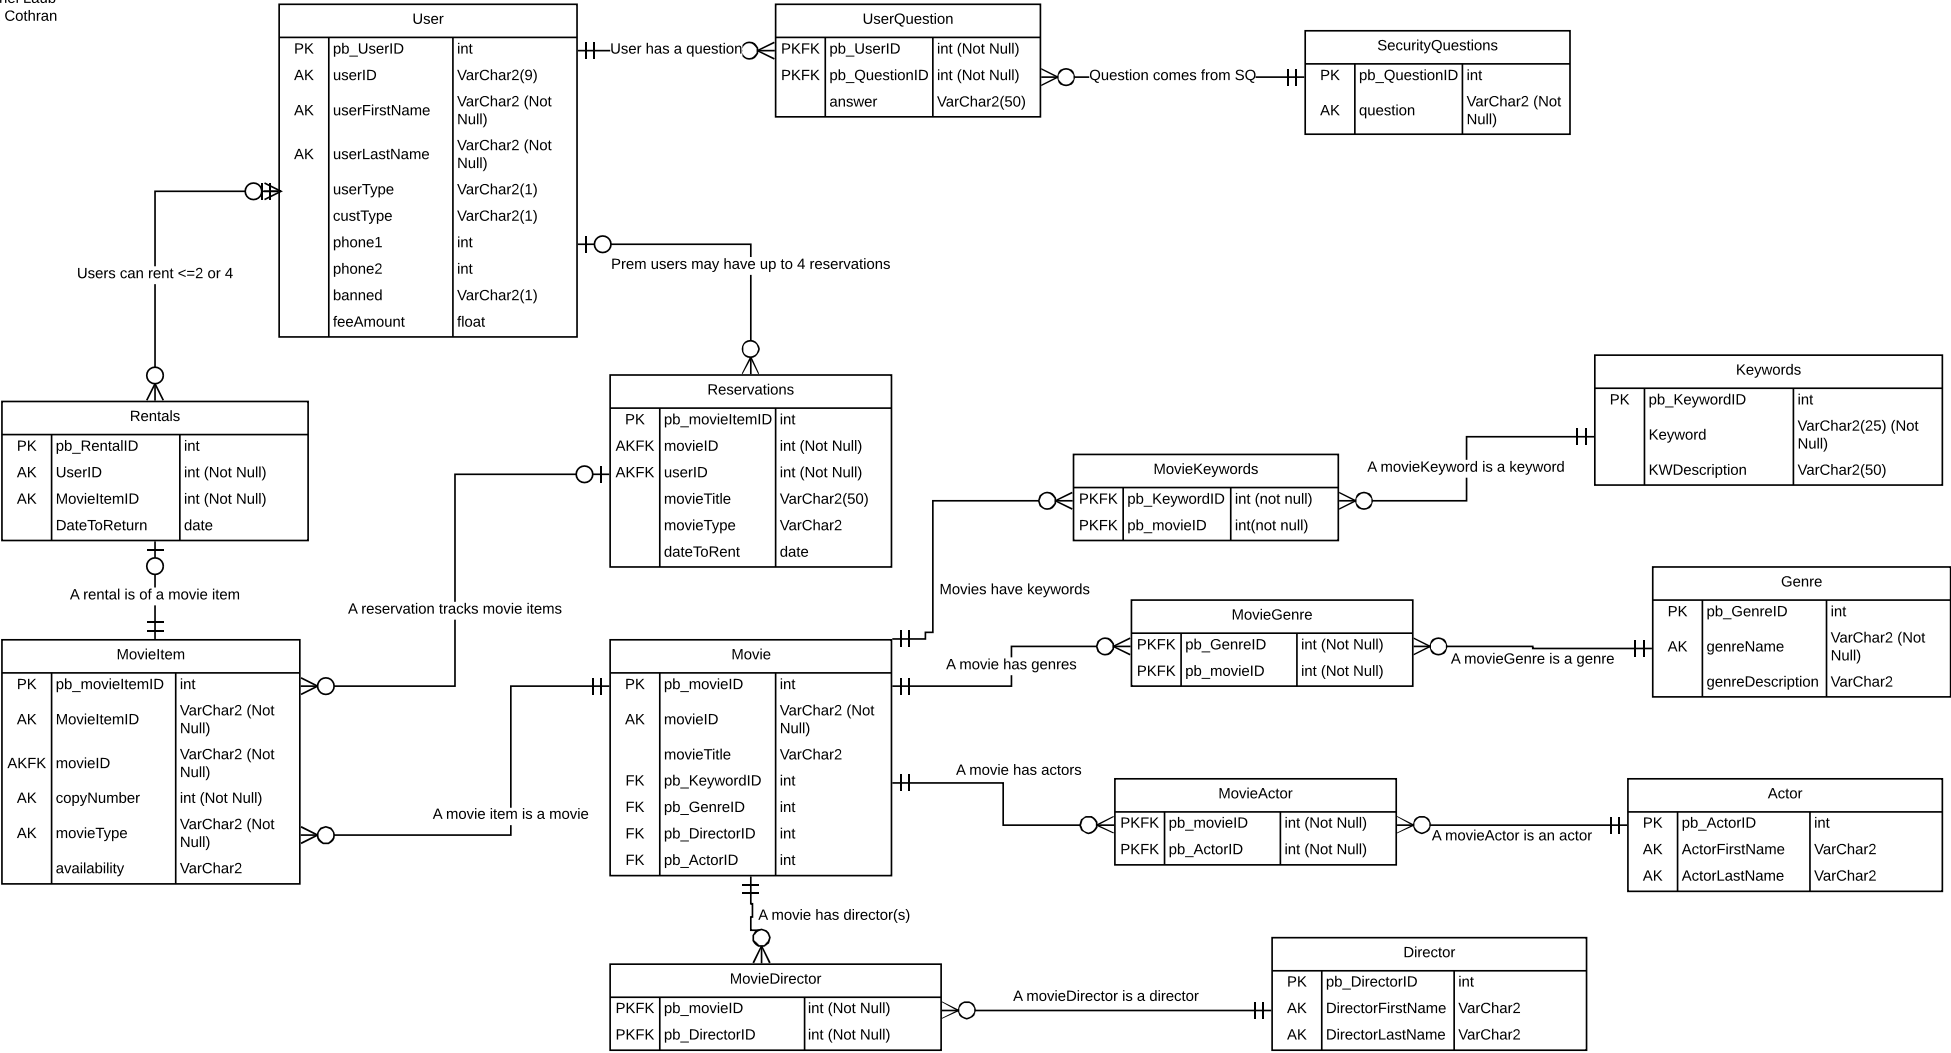 Cothran
User
PK pb_UserID int
AK userID VarChar2(9)
AK userFirstName VarChar2 (Not
Null)
AK userLastName VarChar2 (Not
Null)
userType VarChar2(1)
custType VarChar2(1)
phone1 int
phone2 int
banned VarChar2(1)
feeAmount float
User has a question
UserQuestion
PKFK pb_UserID int (Not Null)
PKFK pb_QuestionID int (Not Null)
answer VarChar2(50)
Question comes from SQ
SecurityQuestions
PK pb_QuestionID int
AK question VarChar2 (Not
Null)
Users can rent <=2 or 4
Prem users may have up to 4 reservations
Rentals
PK pb_RentalID int
AK UserID int (Not Null)
AK MovieItemID int (Not Null)
DateToReturn date
Reservations
PK pb_movieItemID int
AKFK movieID int (Not Null)
AKFK userID int (Not Null)
movieTitle VarChar2(50)
movieType VarChar2
dateToRent date
Keywords
PK pb_KeywordID int
Keyword VarChar2(25) (Not
Null)
KWDescription VarChar2(50)
A movieKeyword is a keyword
MovieKeywords
PKFK pb_KeywordID int (not null)
PKFK pb_movieID int(not null)
A rental is of a movie item
A reservation tracks movie items
Movies have keywords
MovieGenre
PKFK pb_GenreID int (Not Null)
PKFK pb_movieID int (Not Null)
Genre
PK pb_GenreID int
AK genreName VarChar2 (Not
Null)
genreDescription VarChar2
A movie has genres
A movieGenre is a genre
MovieItem
PK pb_movieItemID int
AK MovieItemID VarChar2 (Not
Null)
AKFK movieID VarChar2 (Not
Null)
AK copyNumber int (Not Null)
AK movieType VarChar2 (Not
Null)
availability VarChar2
A movie item is a movie
Movie
PK pb_movieID int
AK movieID VarChar2 (Not
Null)
movieTitle VarChar2
FK pb_KeywordID int
FK pb_GenreID int
FK pb_DirectorID int
FK pb_ActorID int
A movie has actors
MovieActor
PKFK pb_movieID int (Not Null)
PKFK pb_ActorID int (Not Null)
A movieActor is an actor
Actor
PK pb_ActorID int
AK ActorFirstName VarChar2
AK ActorLastName VarChar2
A movie has director(s)
MovieDirector
PKFK pb_movieID int (Not Null)
PKFK pb_DirectorID int (Not Null)
A movieDirector is a director
Director
PK pb_DirectorID int
AK DirectorFirstName VarChar2
AK DirectorLastName VarChar2